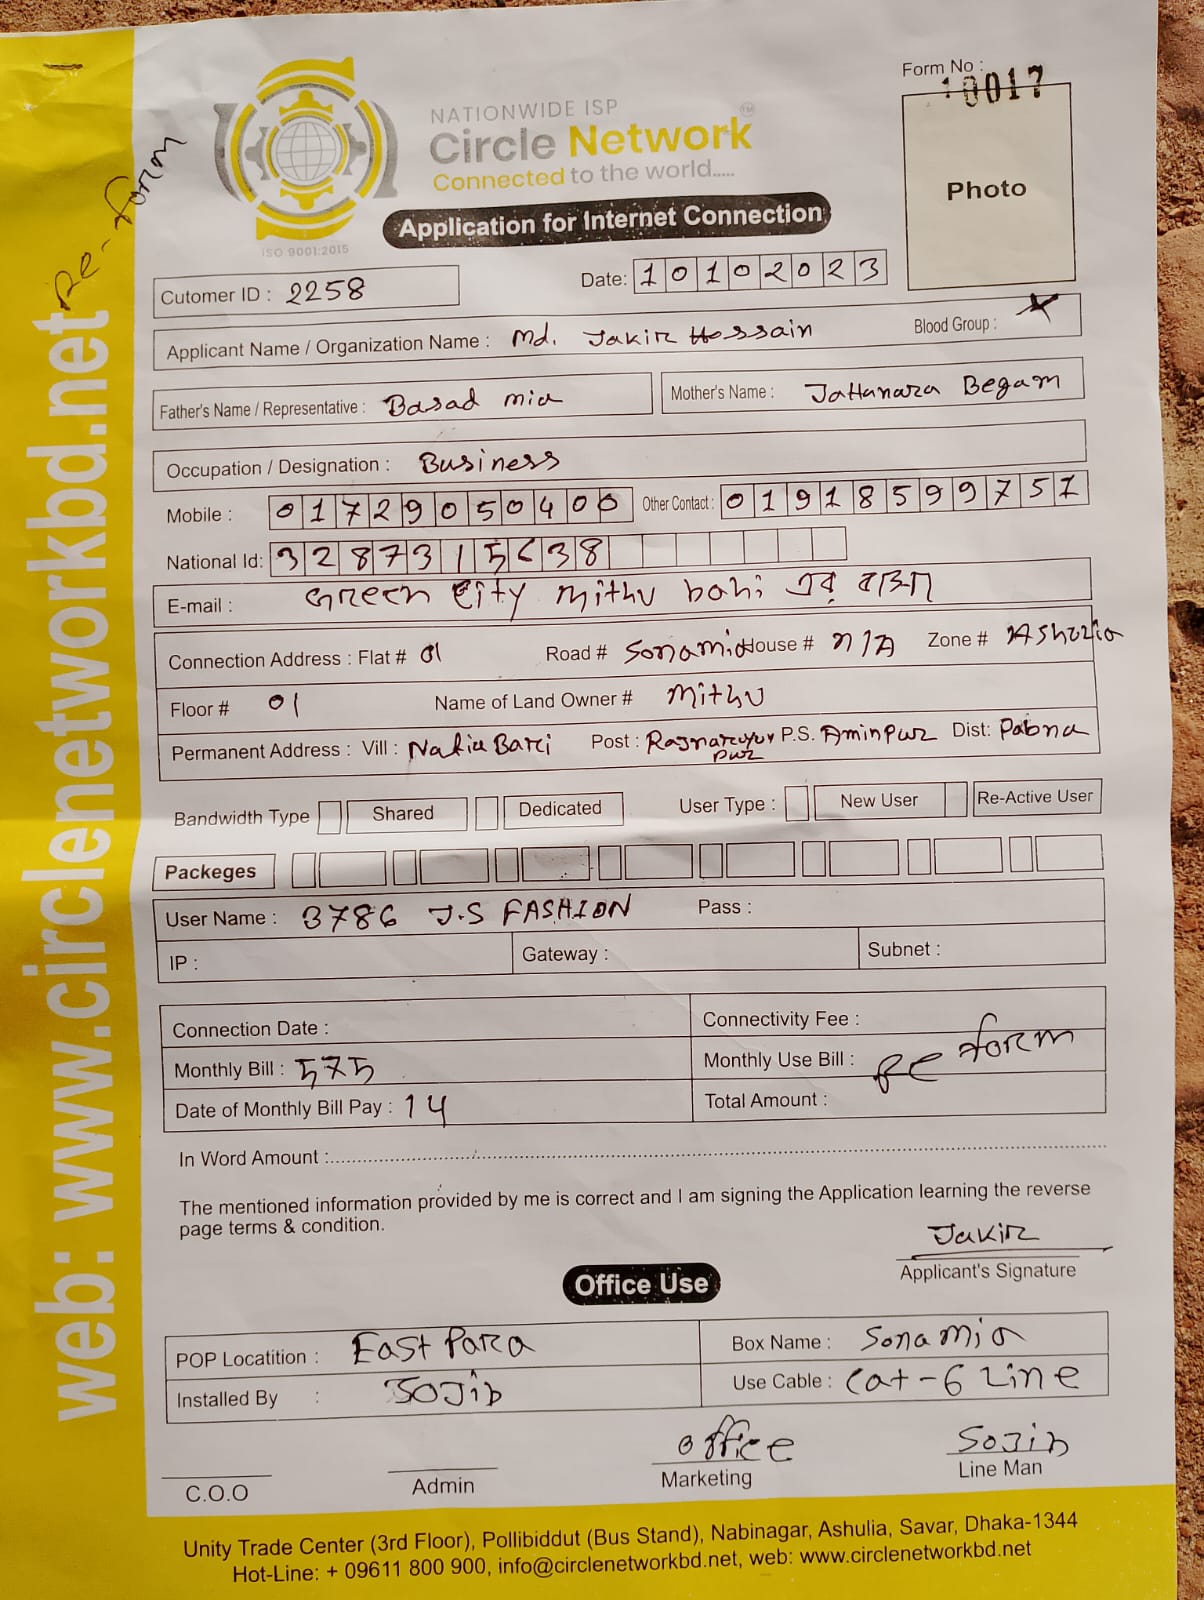 Form No :
10017
NATIONWIDE ISP
Circle Network
TM
Connected to the world.....
ISO 9001:2015
Photo
Re-form
Application for Internet Connection
Cutomer ID : 2258
Date: 10102023
Applicant Name / Organization Name : Md. Jakir Hossain
Blood Group :
Father's Name / Representative : Basad mia
Mother's Name : JaHanara Begam
Occupation / Designation : Business
Mobile : 01729050400 Other Contact : 01918599751
National Id: 3287315638
E-mail : Green City Mithu bahi এর বাসা
Connection Address : Flat # 01 Road # Sonamia House # N/A Zone # Ashulia
Floor # 01 Name of Land Owner # Mithu
Permanent Address : Vill : Bari Post : P.S. AminPur Dist: Pabna
Bandwidth Type Shared Dedicated User Type : New User Re-Active User
Packeges
User Name : 3786 J.S FASHION Pass :
IP : Gateway : Subnet :
Connection Date : Connectivity Fee :
Monthly Bill : 575 Monthly Use Bill : Re form
Date of Monthly Bill Pay : 14 Total Amount :
In Word Amount :
The mentioned information provided by me is correct and I am signing the Application learning the reverse
page terms & condition.
Jakir
Applicant's Signature
Office Use
POP Locatition : East Para Box Name : Sonamia
Installed By : SoJib Use Cable : Cat-6 Line
C.O.O
Admin
office
Marketing
SoJib
Line Man
Unity Trade Center (3rd Floor), Pollibiddut (Bus Stand), Nabinagar, Ashulia, Savar, Dhaka-1344
Hot-Line: + 09611 800 900, info@circlenetworkbd.net, web: www.circlenetworkbd.net
web: www.circlenetworkbd.net